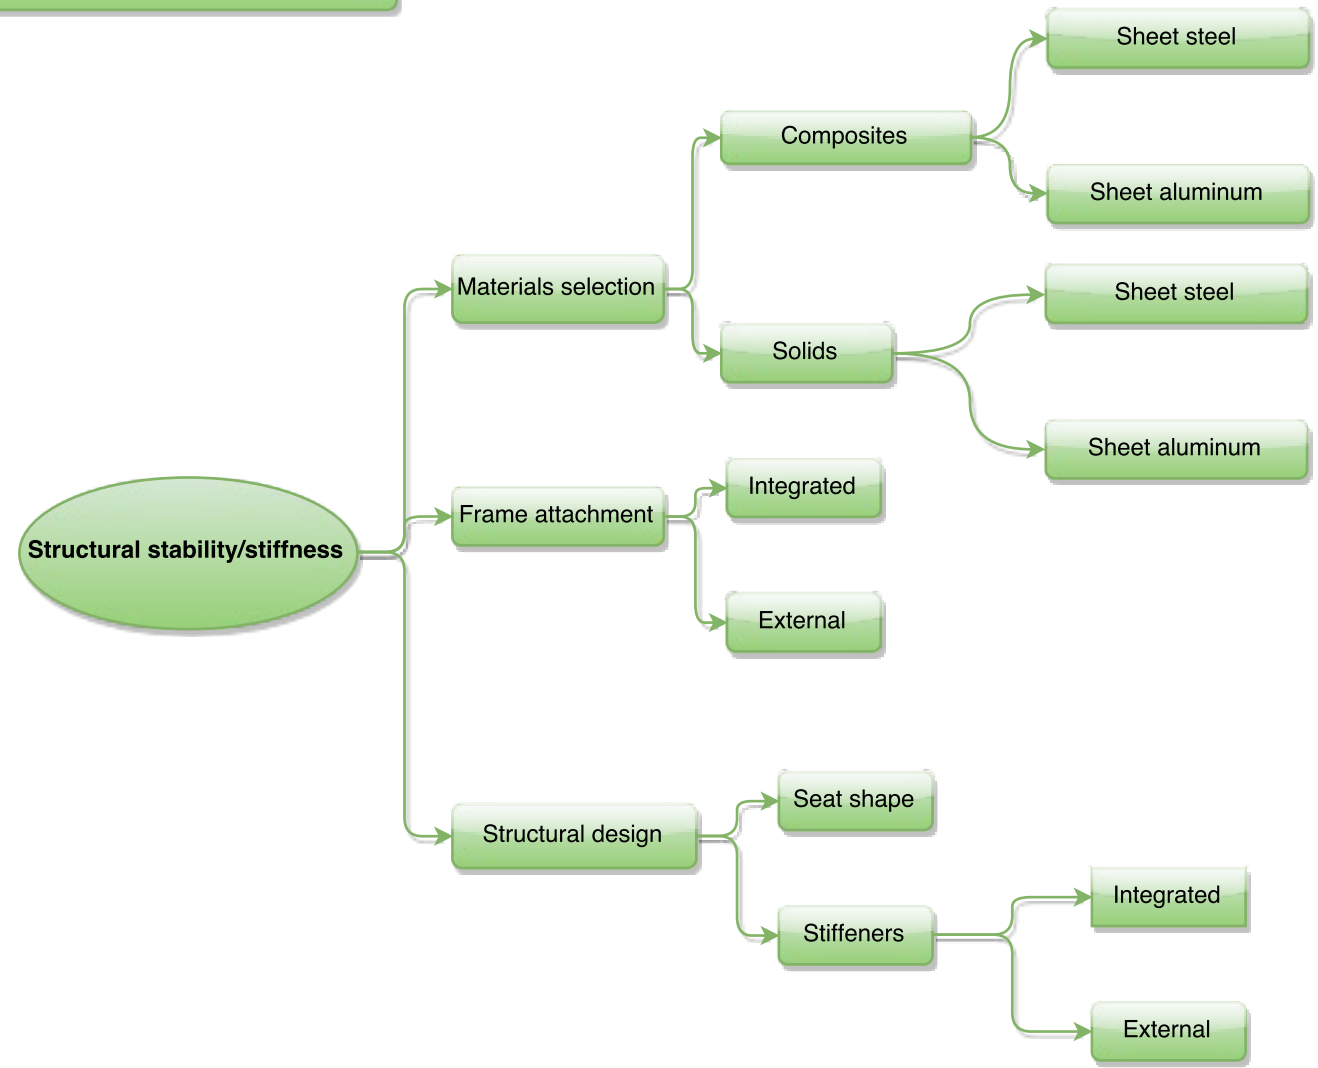 Sheet steel
Composites
Sheet aluminum
Materials selection
Sheet steel
Solids
Sheet aluminum
Integrated
Frame attachment
Structural stability/stiffness
External
Seat shape
Structural design
Integrated
Stiffeners
External